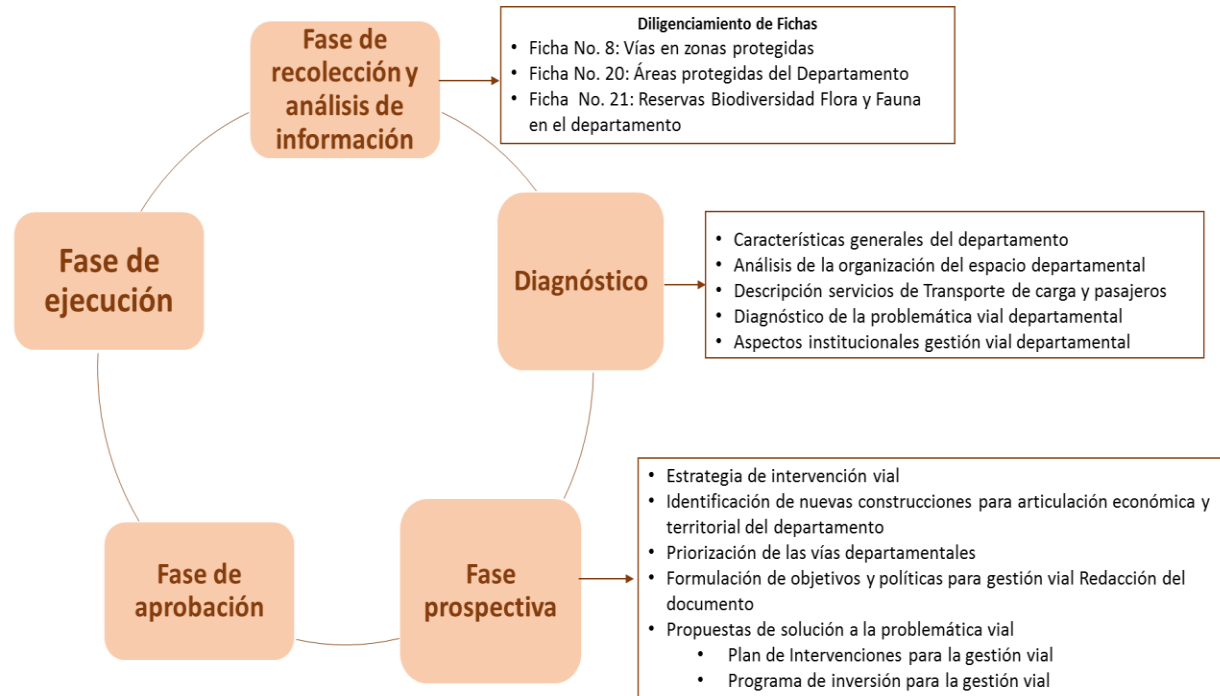 Fase de
recolección y
análisis de
información
Diligenciamiento de Fichas
• Ficha No. 8: Vías en zonas protegidas
• Ficha No. 20: Áreas protegidas del Departamento
• Ficha No. 21: Reservas Biodiversidad Flora y Fauna
en el departamento
Diagnóstico
• Características generales del departamento
• Análisis de la organización del espacio departamental
• Descripción servicios de Transporte de carga y pasajeros
• Diagnóstico de la problemática vial departamental
• Aspectos institucionales gestión vial departamental
Fase
prospectiva
• Estrategia de intervención vial
• Identificación de nuevas construcciones para articulación económica y
territorial del departamento
• Priorización de las vías departamentales
• Formulación de objetivos y políticas para gestión vial Redacción del
documento
• Propuestas de solución a la problemática vial
• Plan de Intervenciones para la gestión vial
• Programa de inversión para la gestión vial
Fase de
aprobación
Fase de
ejecución